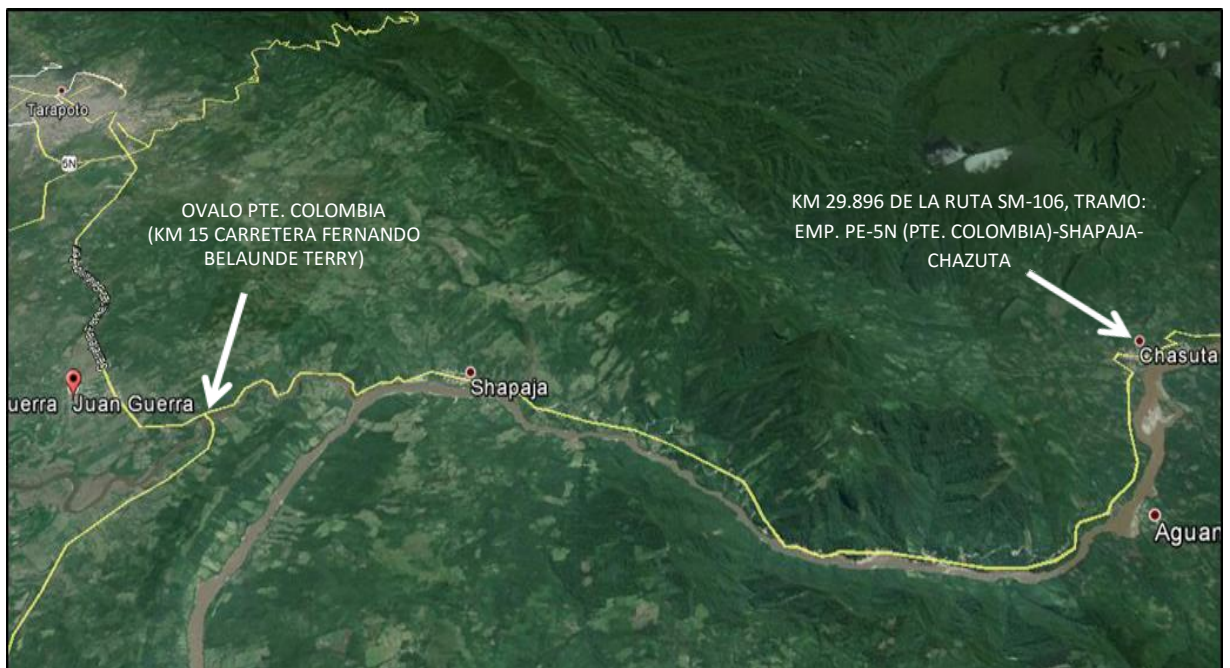 Tarapoto
5N
OVALO PTE. COLOMBIA
(KM 15 CARRETERA FERNANDO
BELAUNDE TERRY)
KM 29.896 DE LA RUTA SM-106, TRAMO:
EMP. PE-5N (PTE. COLOMBIA)-SHAPAJA-
CHAZUTA
Chasuta
Shapaja
uerra
Juan Guerra
Aguan